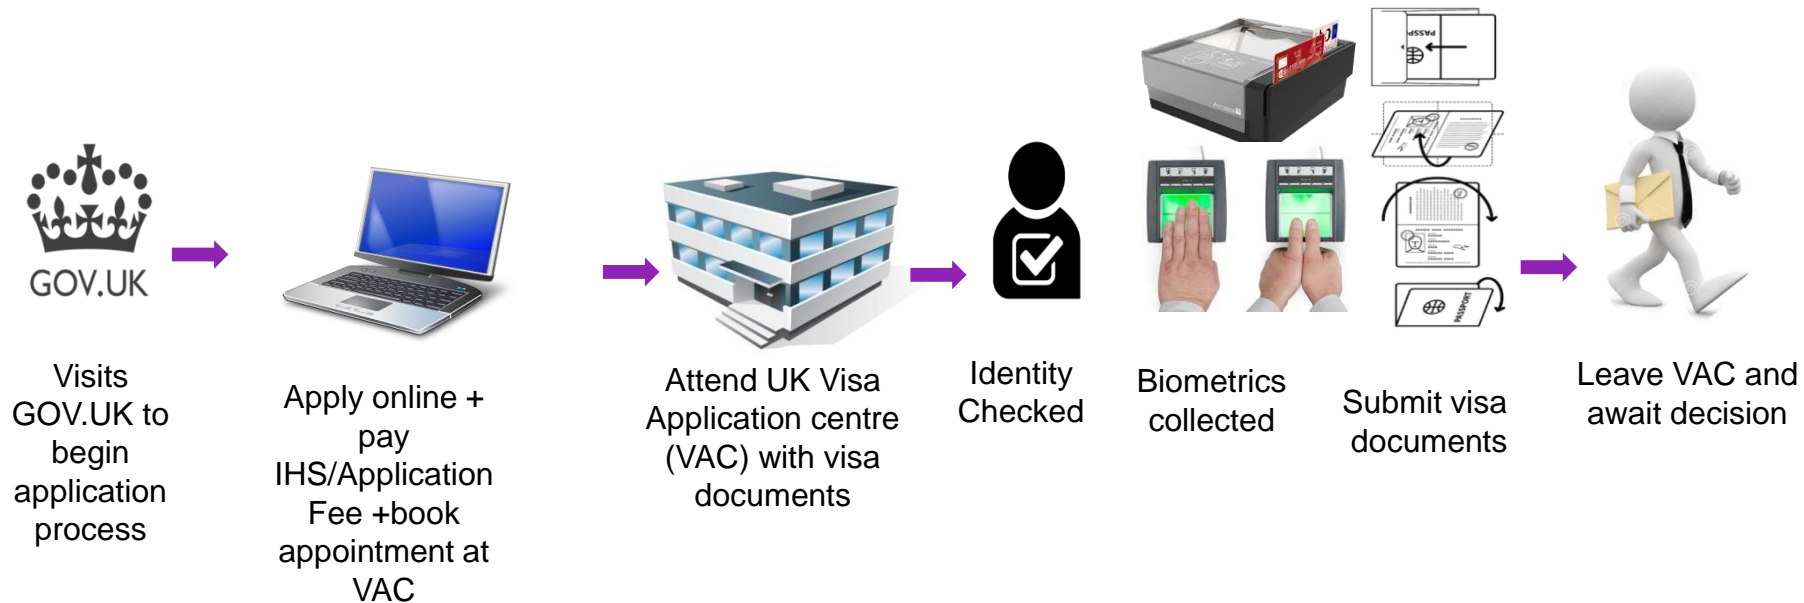 GOV.UK
Visits
GOV.UK to
begin
application
process
Apply online +
pay
IHS/Application
Fee +book
appointment at
VAC
Attend UK Visa
Application centre
(VAC) with visa
documents
Identity
Checked
Biometrics
collected
PASSP
PASSPORT
Submit visa
documents
Leave VAC and
await decision